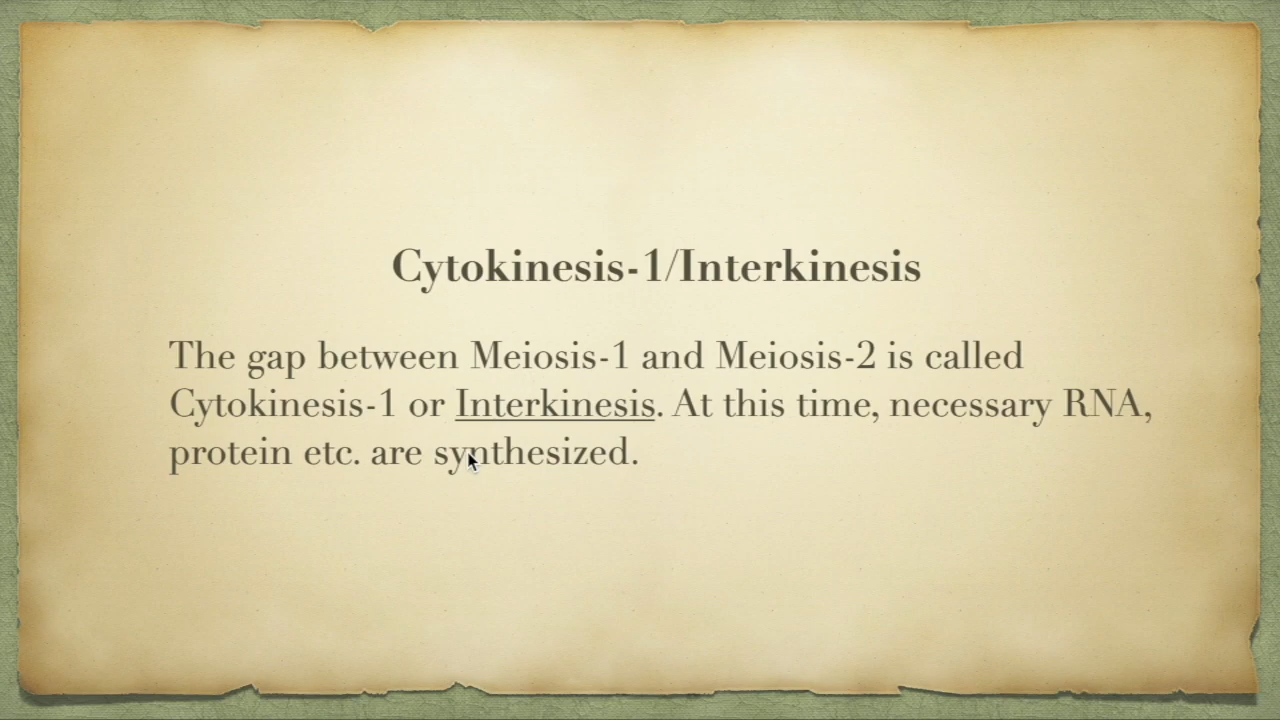 Cytokinesis-1/Interkinesis
The gap between Meiosis-1 and Meiosis-2 is called
Cytokinesis-1 or Interkinesis. At this time, necessary RNA,
protein etc. are synthesized.